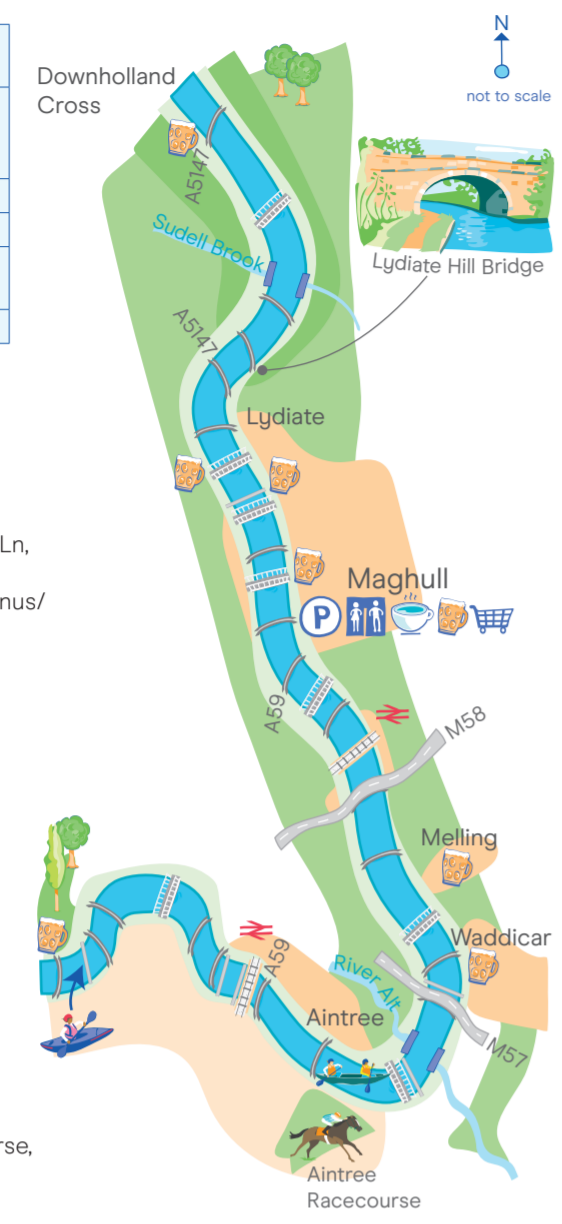 N
not to scale
Downholland
Cross
A5147
Sudell Brook
Lydiate Hill Bridge
A5147
Lydiate
Ln,
nus/
Maghull
P
A59
M58
Melling
Waddicar
A59
River Alt
Aintree
M57
rse,
Aintree
Racecourse